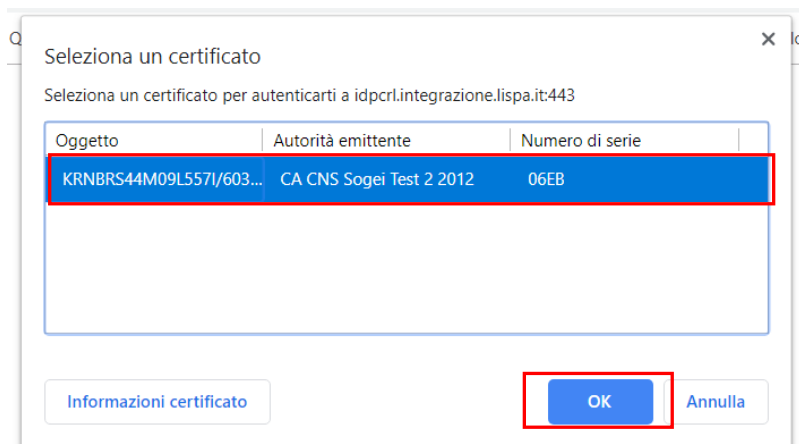 Seleziona un certificato
Seleziona un certificato per autenticarti a idpcrl.integrazione.lispa.it:443
Oggetto Autorità emittente Numero di serie
KRNBRS44M09L557I/603... CA CNS Sogei Test 2 2012 06EB
Informazioni certificato OK Annulla